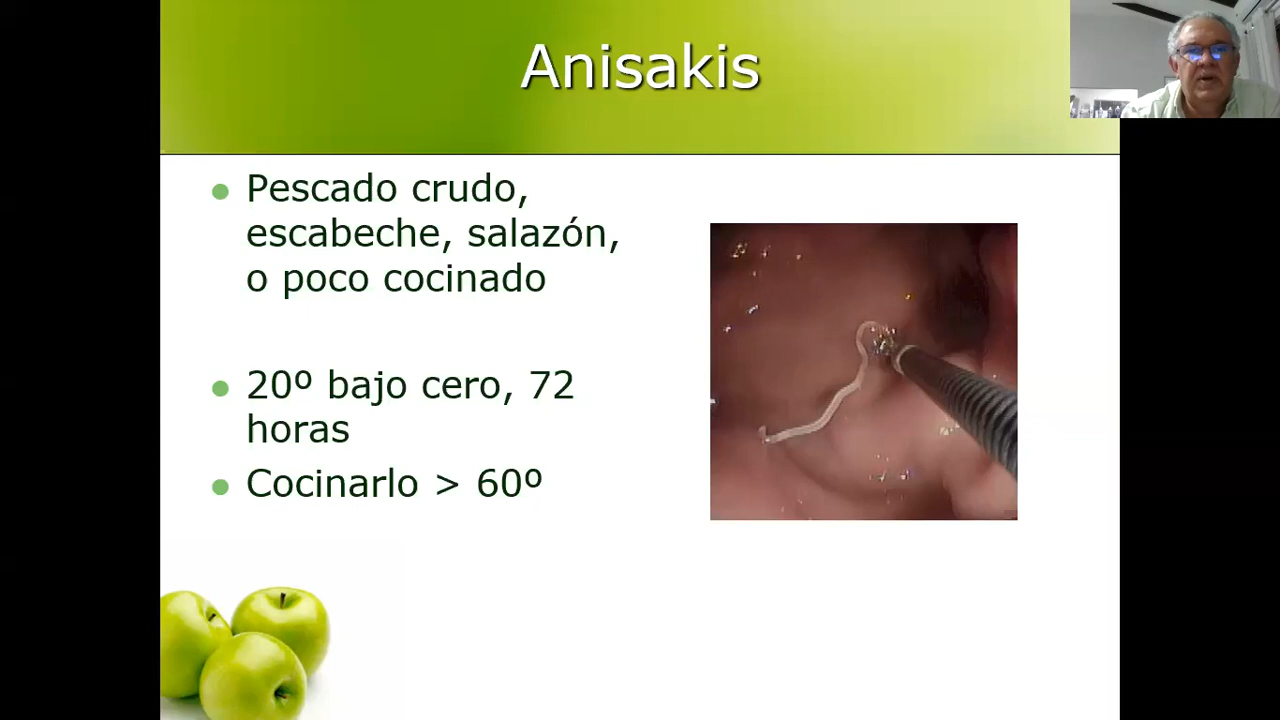 Anisakis
Pescado crudo,
escabeche, salazón,
o poco cocinado
20º bajo cero, 72
horas
Cocinarlo > 60º